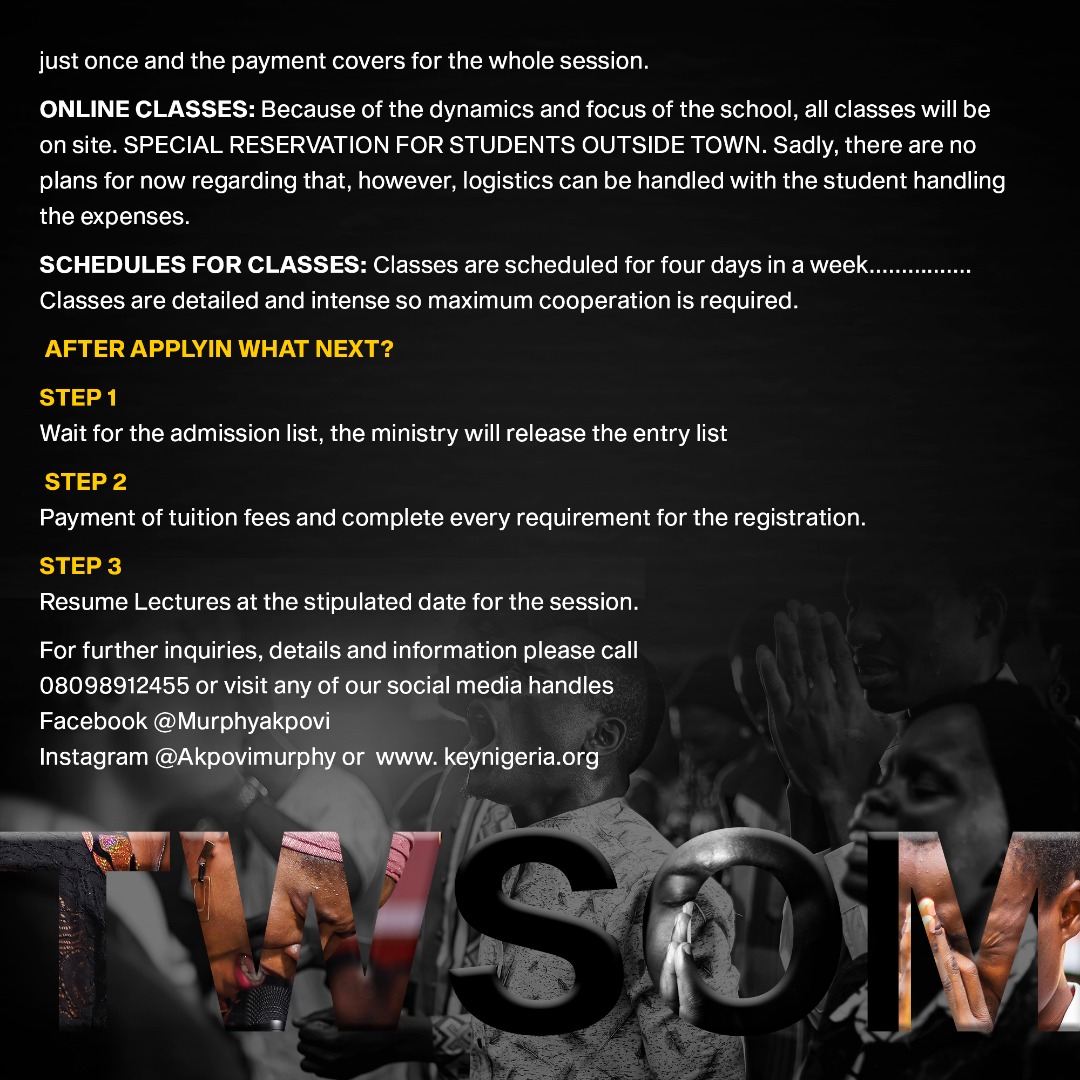 just once and the payment covers for the whole session.
ONLINE CLASSES: Because of the dynamics and focus of the school, all classes will be
on site. SPECIAL RESERVATION FOR STUDENTS OUTSIDE TOWN. Sadly, there are no
plans for now regarding that, however, logistics can be handled with the student handling
the expenses.
SCHEDULES FOR CLASSES: Classes are scheduled for four days in a week................
Classes are detailed and intense so maximum cooperation is required.
AFTER APPLYIN WHAT NEXT?
STEP 1
Wait for the admission list, the ministry will release the entry list
STEP 2
Payment of tuition fees and complete every requirement for the registration.
STEP 3
Resume Lectures at the stipulated date for the session.
For further inquiries, details and information please call
08098912455 or visit any of our social media handles
Facebook @Murphyakpovi
Instagram @Akpovimurphy or  www. keynigeria.org
TWSOM